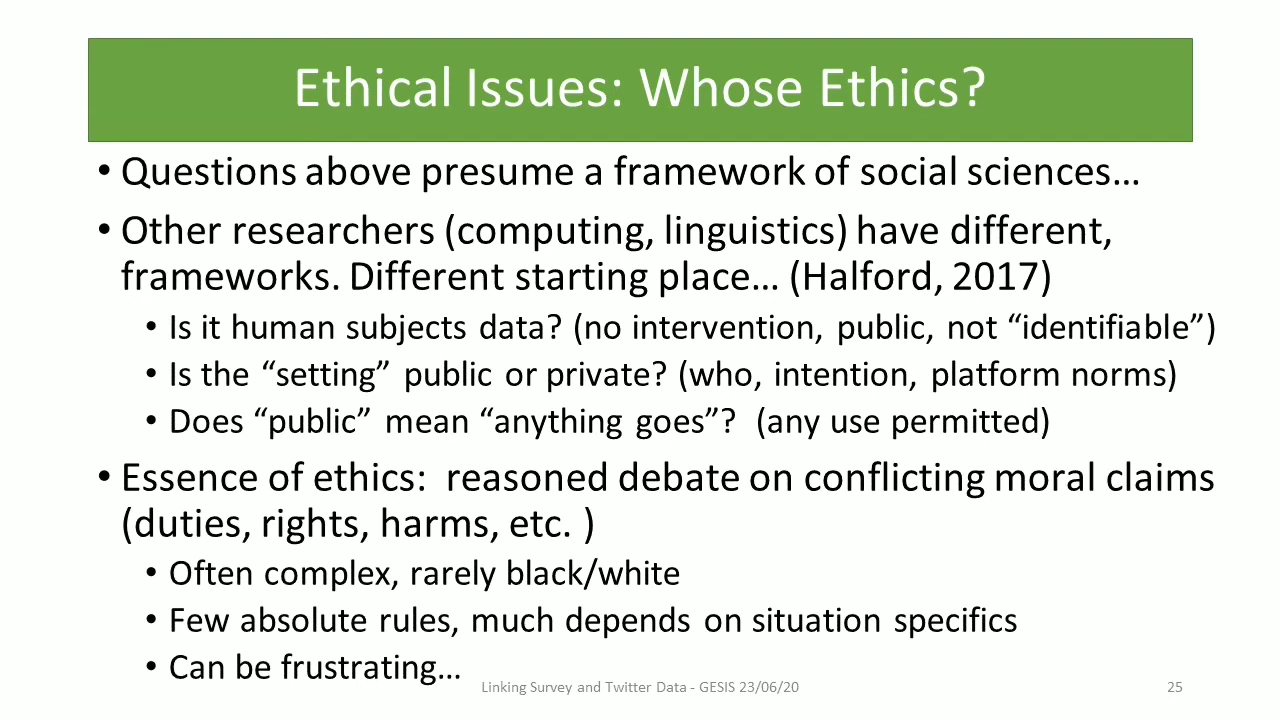 Ethical Issues: Whose Ethics?
• Questions above presume a framework of social sciences…
• Other researchers (computing, linguistics) have different,
frameworks. Different starting place… (Halford, 2017)
• Is it human subjects data? (no intervention, public, not “identifiable”)
• Is the “setting” public or private? (who, intention, platform norms)
• Does “public” mean “anything goes”?  (any use permitted)
• Essence of ethics:  reasoned debate on conflicting moral claims
(duties, rights, harms, etc. )
• Often complex, rarely black/white
• Few absolute rules, much depends on situation specifics
• Can be frustrating…
Linking Survey and Twitter Data - GESIS 23/06/20
25